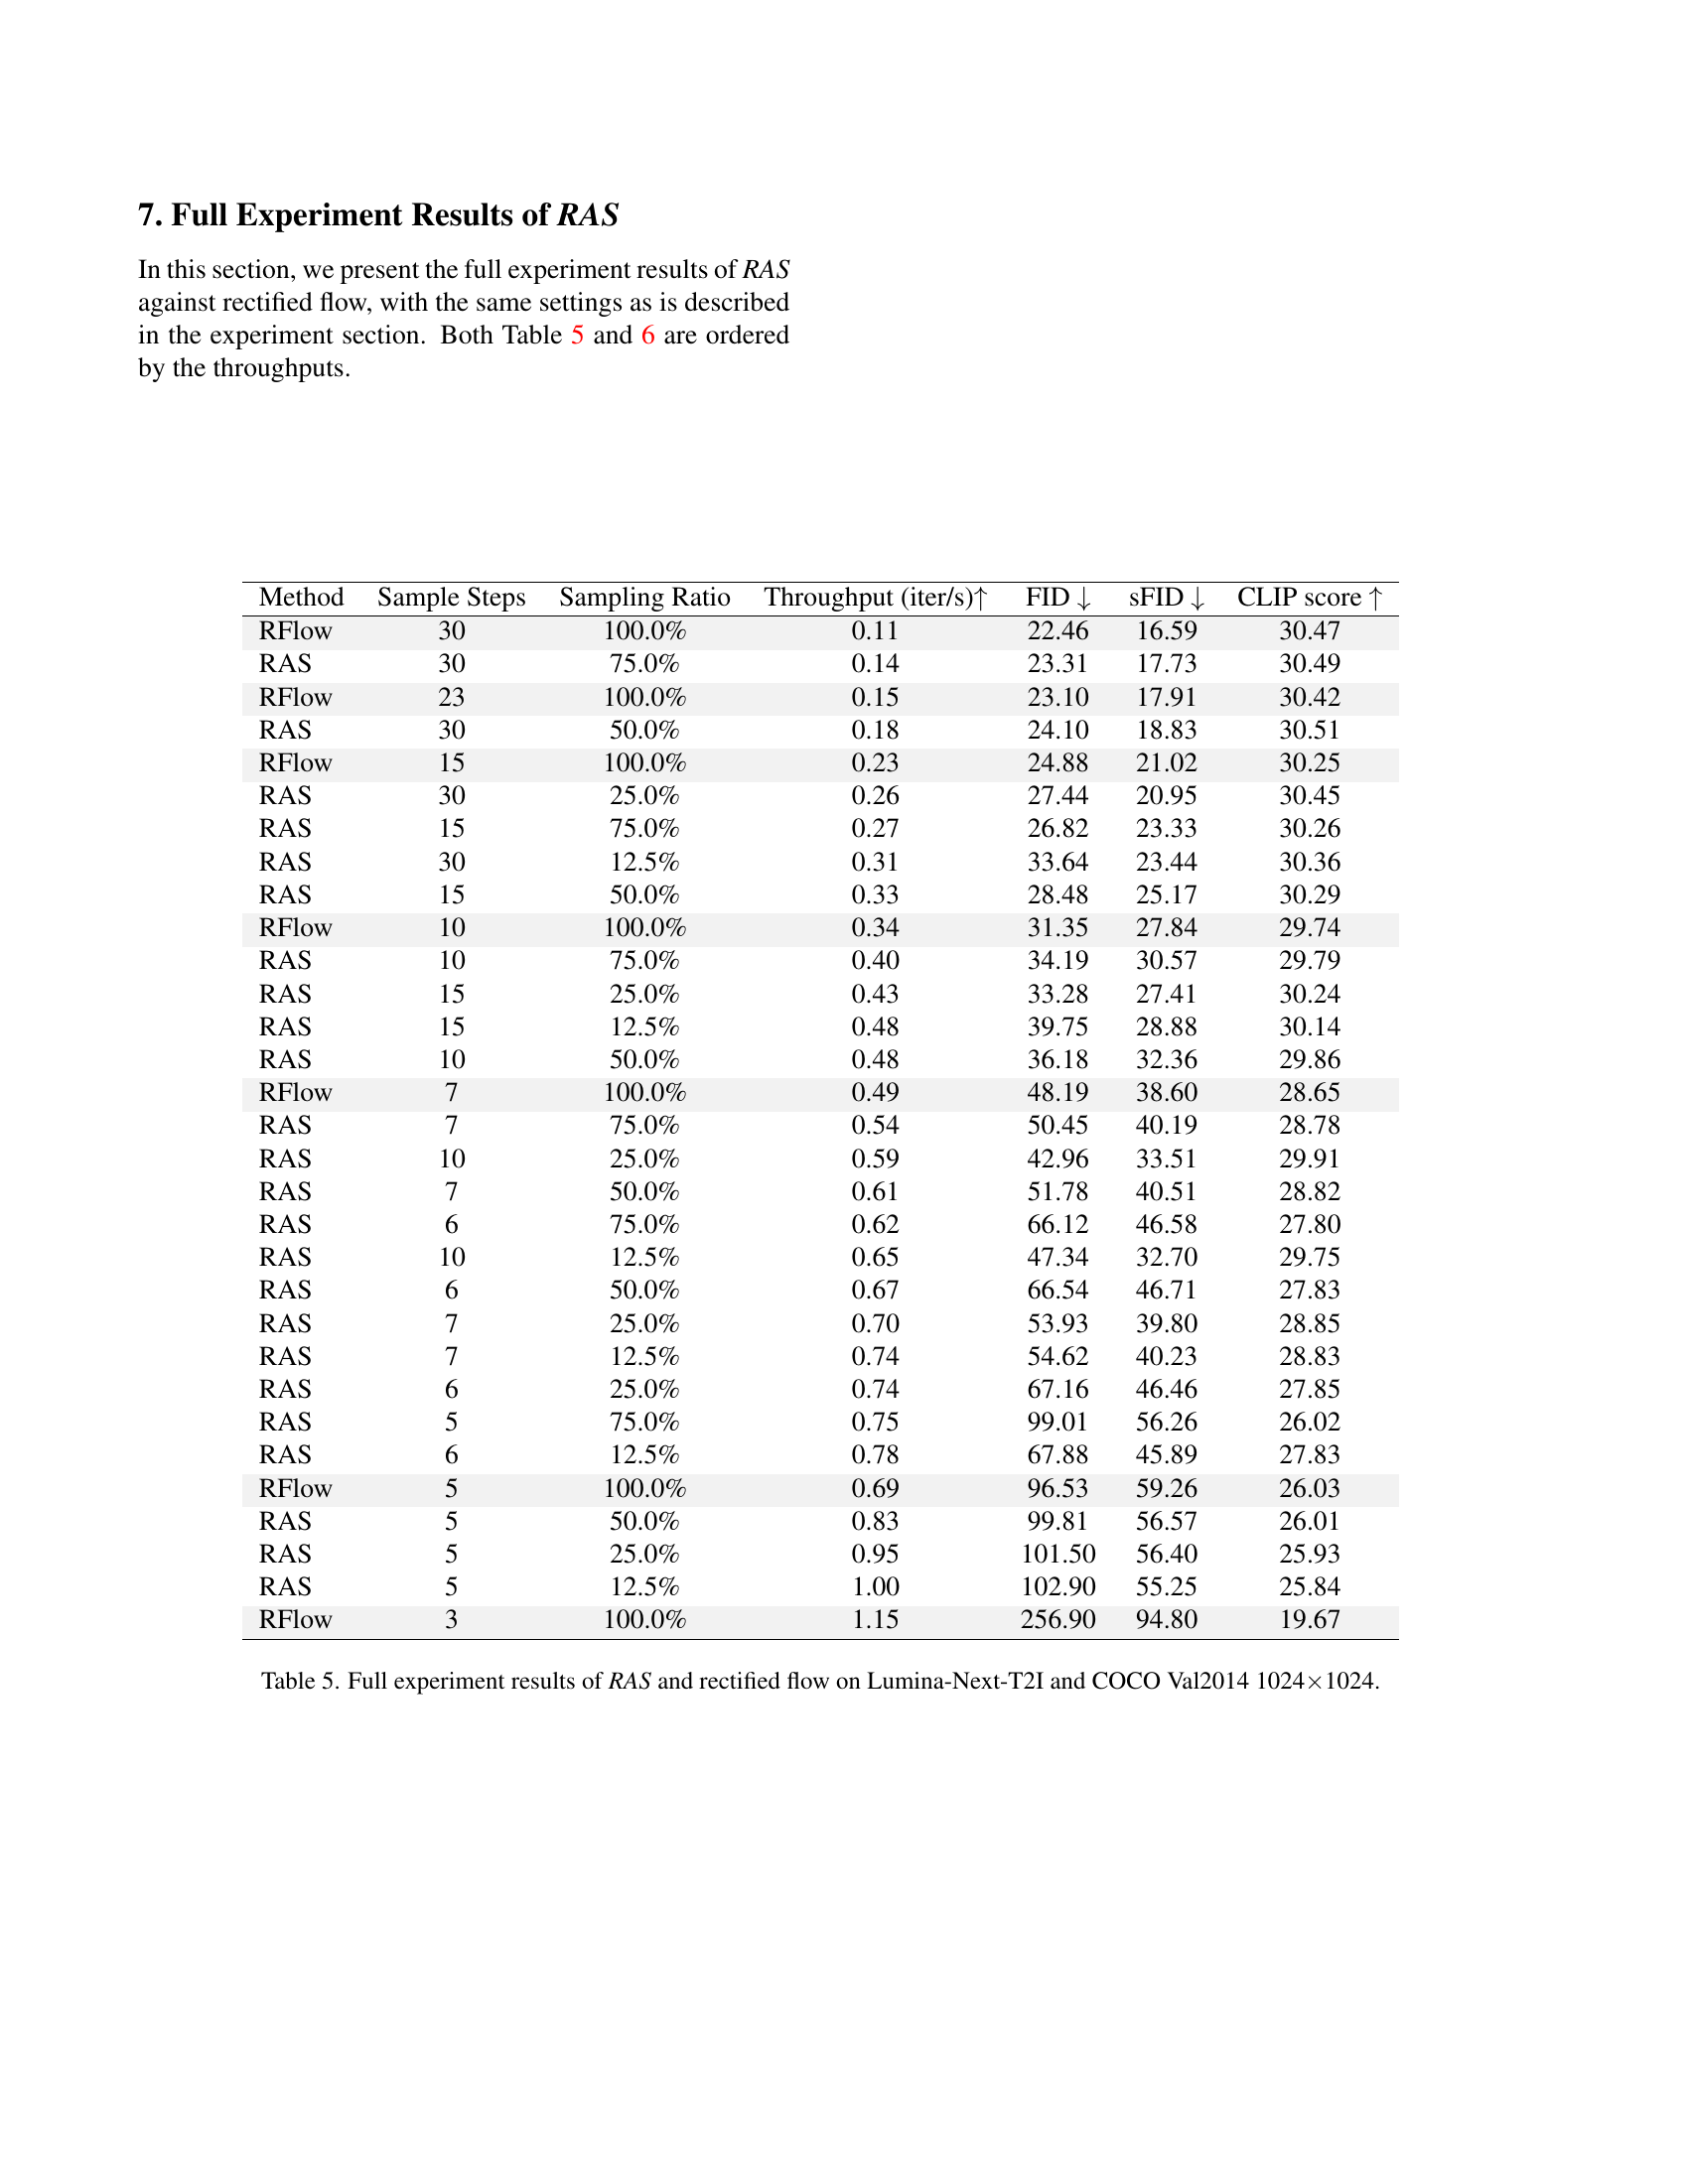 7. Full Experiment Results of RAS
In this section, we present the full experiment results of RAS
against rectified flow, with the same settings as is described
in the experiment section. Both Table 5 and 6 are ordered
by the throughputs.
Method Sample Steps Sampling Ratio Throughput (iter/s)↑ FID ↓ sFID ↓ CLIP score ↑
RFlow 30 100.0% 0.11 22.46 16.59 30.47
RAS 30 75.0% 0.14 23.31 17.73 30.49
RFlow 23 100.0% 0.15 23.10 17.91 30.42
RAS 30 50.0% 0.18 24.10 18.83 30.51
RFlow 15 100.0% 0.23 24.88 21.02 30.25
RAS 30 25.0% 0.26 27.44 20.95 30.45
RAS 15 75.0% 0.27 26.82 23.33 30.26
RAS 30 12.5% 0.31 33.64 23.44 30.36
RAS 15 50.0% 0.33 28.48 25.17 30.29
RFlow 10 100.0% 0.34 31.35 27.84 29.74
RAS 10 75.0% 0.40 34.19 30.57 29.79
RAS 15 25.0% 0.43 33.28 27.41 30.24
RAS 15 12.5% 0.48 39.75 28.88 30.14
RAS 10 50.0% 0.48 36.18 32.36 29.86
RFlow 7 100.0% 0.49 48.19 38.60 28.65
RAS 7 75.0% 0.54 50.45 40.19 28.78
RAS 10 25.0% 0.59 42.96 33.51 29.91
RAS 7 50.0% 0.61 51.78 40.51 28.82
RAS 6 75.0% 0.62 66.12 46.58 27.80
RAS 10 12.5% 0.65 47.34 32.70 29.75
RAS 6 50.0% 0.67 66.54 46.71 27.83
RAS 7 25.0% 0.70 53.93 39.80 28.85
RAS 7 12.5% 0.74 54.62 40.23 28.83
RAS 6 25.0% 0.74 67.16 46.46 27.85
RAS 5 75.0% 0.75 99.01 56.26 26.02
RAS 6 12.5% 0.78 67.88 45.89 27.83
RFlow 5 100.0% 0.69 96.53 59.26 26.03
RAS 5 50.0% 0.83 99.81 56.57 26.01
RAS 5 25.0% 0.95 101.50 56.40 25.93
RAS 5 12.5% 1.00 102.90 55.25 25.84
RFlow 3 100.0% 1.15 256.90 94.80 19.67
Table 5. Full experiment results of RAS and rectified flow on Lumina-Next-T2I and COCO Val2014 1024×1024.